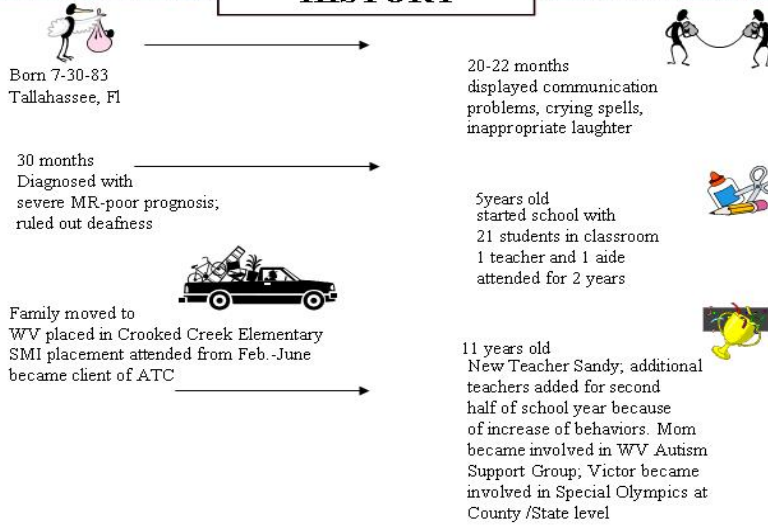 HISTORY
Born 7-30-83
Tallahassee, Fl
20-22 months
displayed communication
problems, crying spells,
inappropriate laughter
30 months
Diagnosed with
severe MR-poor prognosis;
ruled out deafness
5years old
started school with
21 students in classroom
1 teacher and 1 aide
attended for 2 years
Family moved to
WV placed in Crooked Creek Elementary
SMI placement attended from Feb.-June
became client of ATC
11 years old
New Teacher Sandy; additional
teachers added for second
half of school year because
of increase of behaviors. Mom
became involved in WV Autism
Support Group; Victor became
involved in Special Olympics at
County /State level